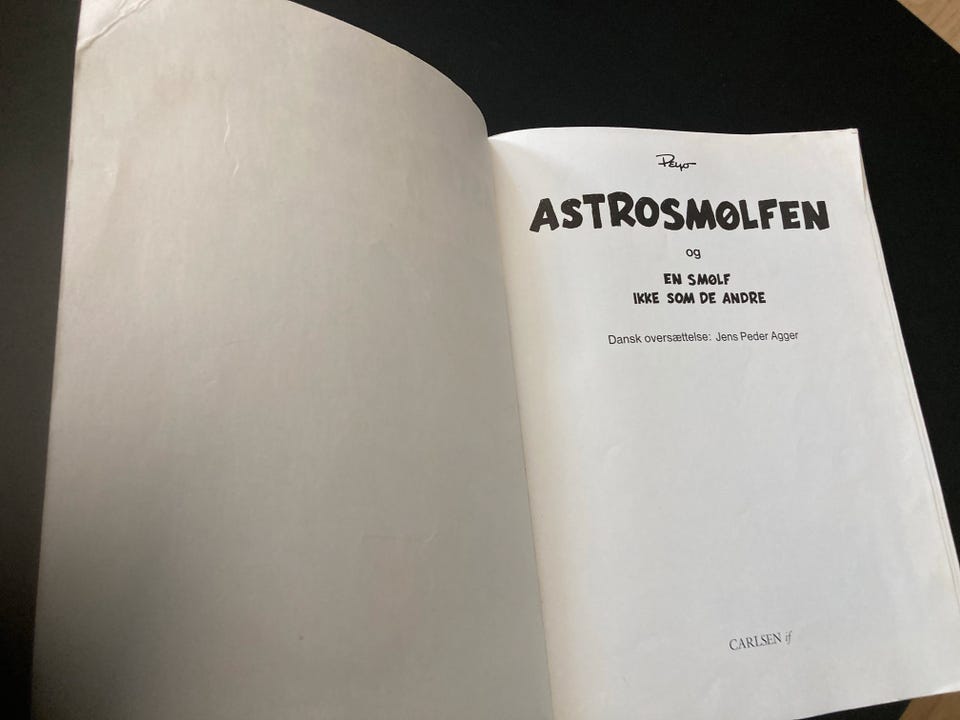 Peyo
ASTROSMØLFEN
og
EN SMØLF
IKKE SOM DE ANDRE
Dansk oversættelse: Jens Peder Agger
CARLSEN if